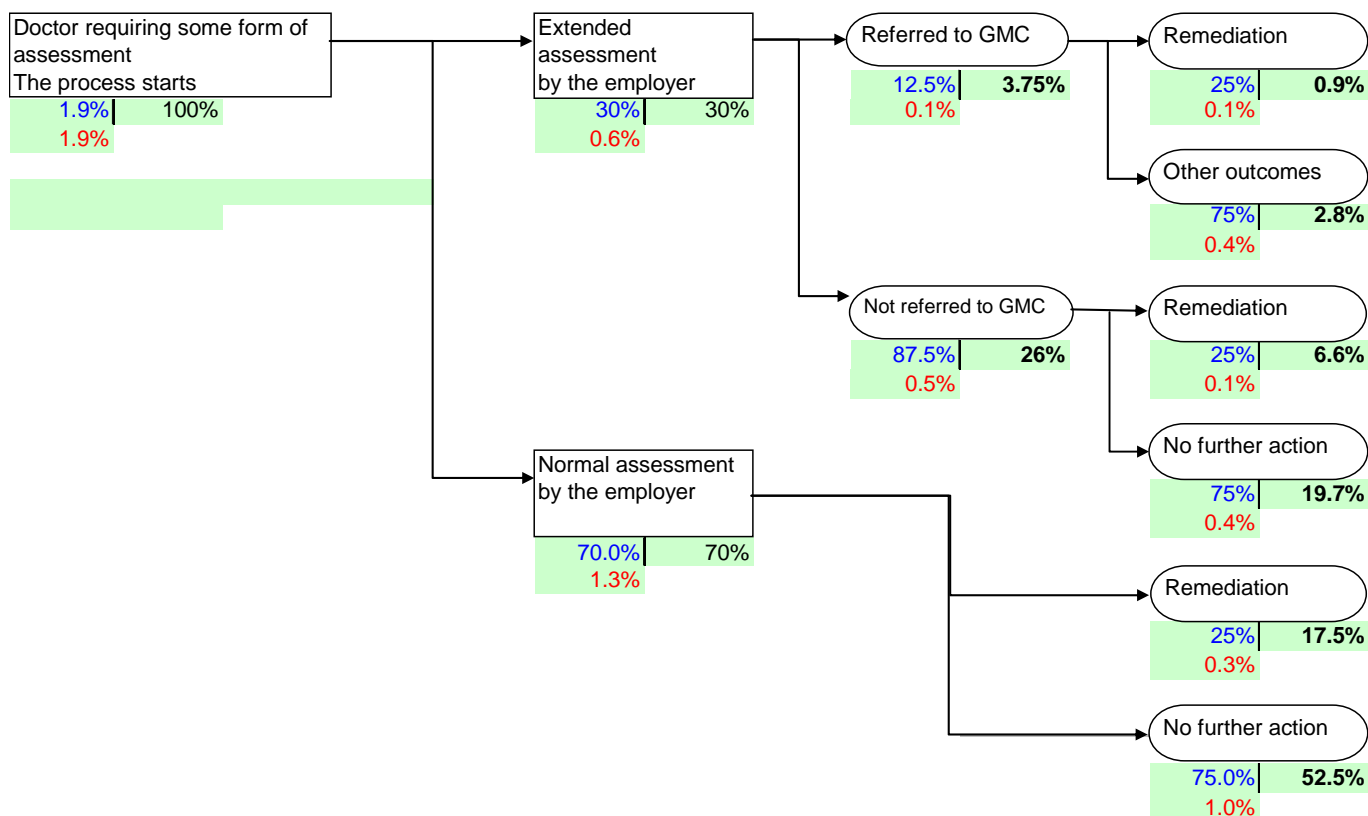 Doctor requiring some form of
assessment
The process starts
1.9% 100%
1.9%
Extended
assessment
by the employer
30% 30%
0.6%
Referred to GMC
12.5% 3.75%
0.1%
Remediation
25% 0.9%
0.1%
Other outcomes
75% 2.8%
0.4%
Not referred to GMC
87.5% 26%
0.5%
Remediation
25% 6.6%
0.1%
No further action
75% 19.7%
0.4%
Normal assessment
by the employer
70.0% 70%
1.3%
Remediation
25% 17.5%
0.3%
No further action
75.0% 52.5%
1.0%